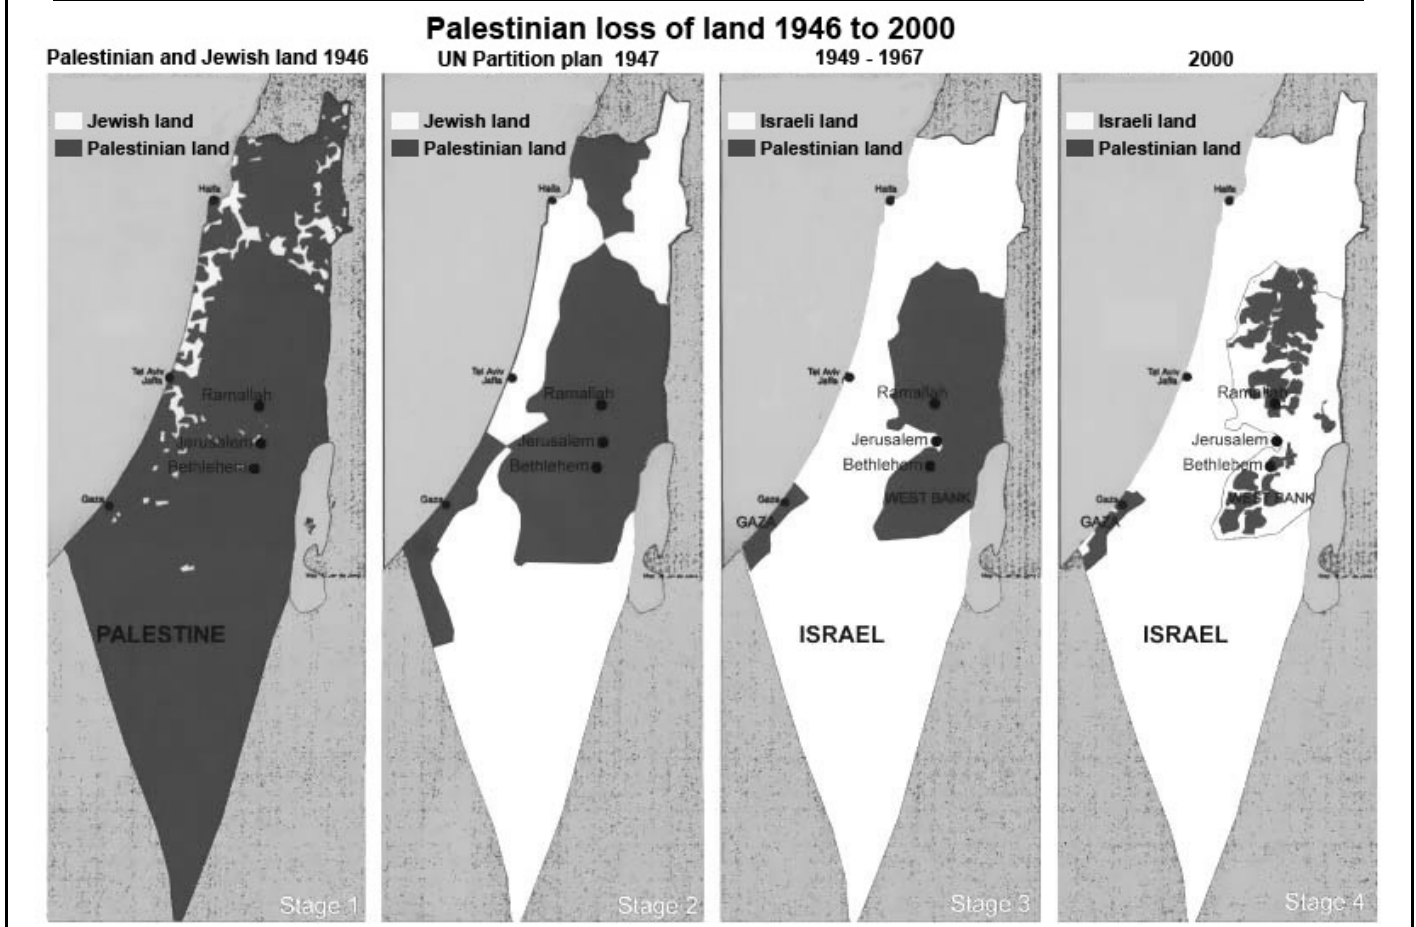 Palestinian loss of land 1946 to 2000
Palestinian and Jewish land 1946
Jewish land
Palestinian land
Haifa
Tel Aviv
Jaffa
Ramallah
Jerusalem
Bethlehem
Gaza
PALESTINE
Stage 1
UN Partition plan 1947
Jewish land
Palestinian land
Haifa
Tel Aviv
Jaffa
Ramallah
Jerusalem
Bethlehem
Gaza
Stage 2
1949 - 1967
Israeli land
Palestinian land
Haifa
Tel Aviv
Jaffa
Ramallah
Jerusalem
Bethlehem
Gaza
WEST BANK
GAZA
ISRAEL
Stage 3
2000
Israeli land
Palestinian land
Haifa
Tel Aviv
Jaffa
Ramallah
Jerusalem
Bethlehem
Gaza
WEST BANK
GAZA
ISRAEL
Stage 4